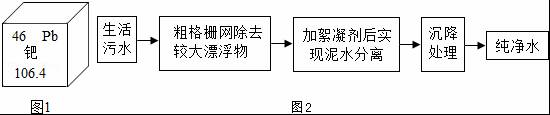 46 Pb
钯
106.4
图1
生活
污水
粗格栅网除去
较大漂浮物
加絮凝剂后实
现泥水分离
沉降
处理
纯净水
图2